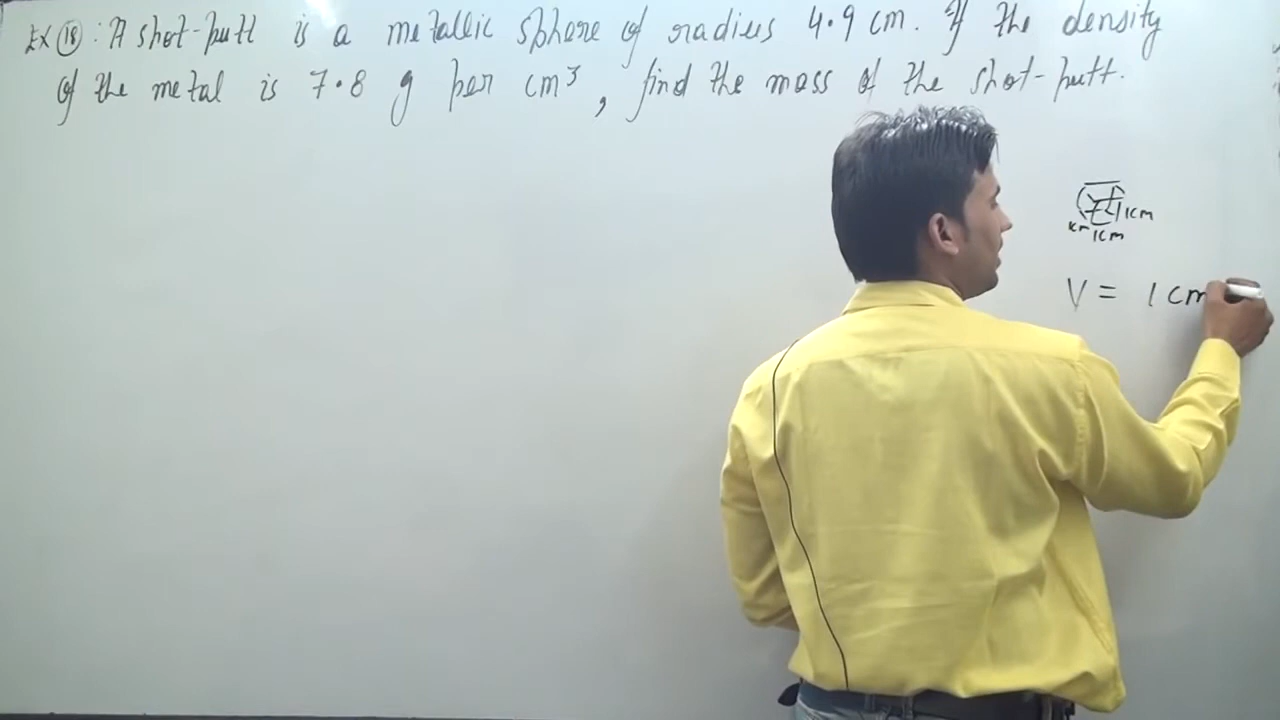 Ex 18 : A shot-putt is a metallic sphere of radius 4.9 cm. If the density
of the metal is 7.8 g per cm³, find the mass of the shot-putt.
1cm
1cm
V = 1 cm